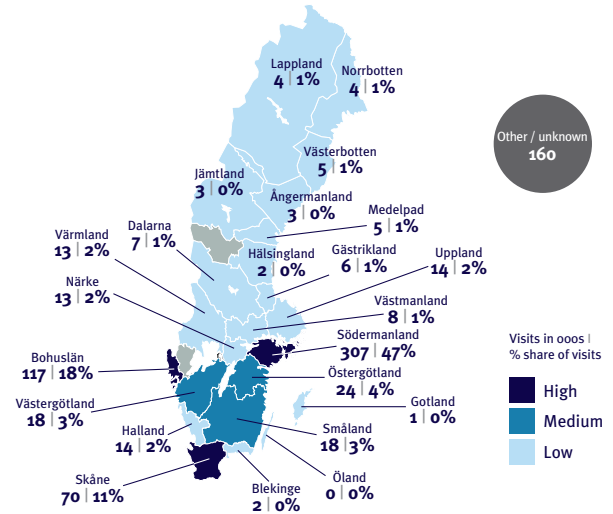 Lappland
4 | 1%
Norrbotten
4 | 1%
Other / unknown
160
Västerbotten
5 | 1%
Jämtland
3 | 0%
Ångermanland
3 | 0%
Medelpad
5 | 1%
Värmland
13 | 2%
Dalarna
7 | 1%
Hälsingland
2 | 0%
Gästrikland
6 | 1%
Uppland
14 | 2%
Närke
13 | 2%
Västmanland
8 | 1%
Södermanland
307 | 47%
Bohuslän
117 | 18%
Östergötland
24 | 4%
Västergötland
18 | 3%
Gotland
1 | 0%
Halland
14 | 2%
Småland
18 | 3%
Skåne
70 | 11%
Blekinge
2 | 0%
Öland
0 | 0%
Visits in 000s |
% share of visits
High
Medium
Low